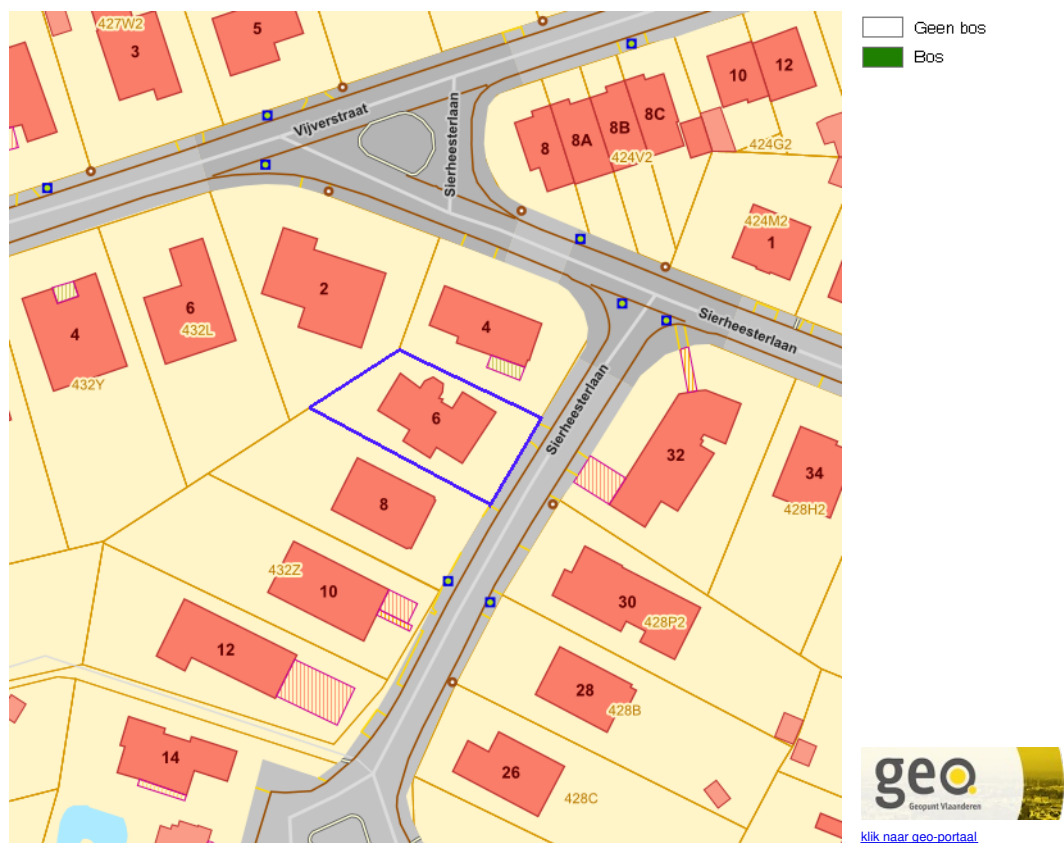 427W2
3
5
Vijverstraat
Sierheesterlaan
8
8A
8B
8C
424V2
10
12
424G2
424M2
1
Sierheesterlaan
4
432Y
6
432L
2
4
6
Sierheesterlaan
8
32
34
428H2
432Z
10
12
14
30
428P2
28
428B
26
428C
Geen bos
Bos
geo
Geopunt Vlaanderen
klik naar geo-portaal